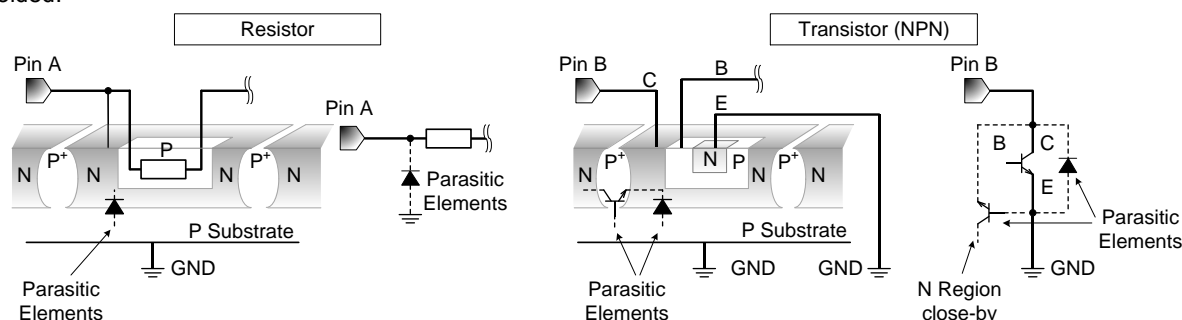 Resistor
Transistor (NPN)
Pin A
Pin A
P
N
P+
N
N
P+
N
Parasitic
Elements
P Substrate
GND
Parasitic
Elements
Pin B
C
B
E
N
P+
N
N
P
N
P+
N
P Substrate
GND
GND
Parasitic
Elements
Pin B
B
C
E
Parasitic
Elements
GND
N Region
close-by